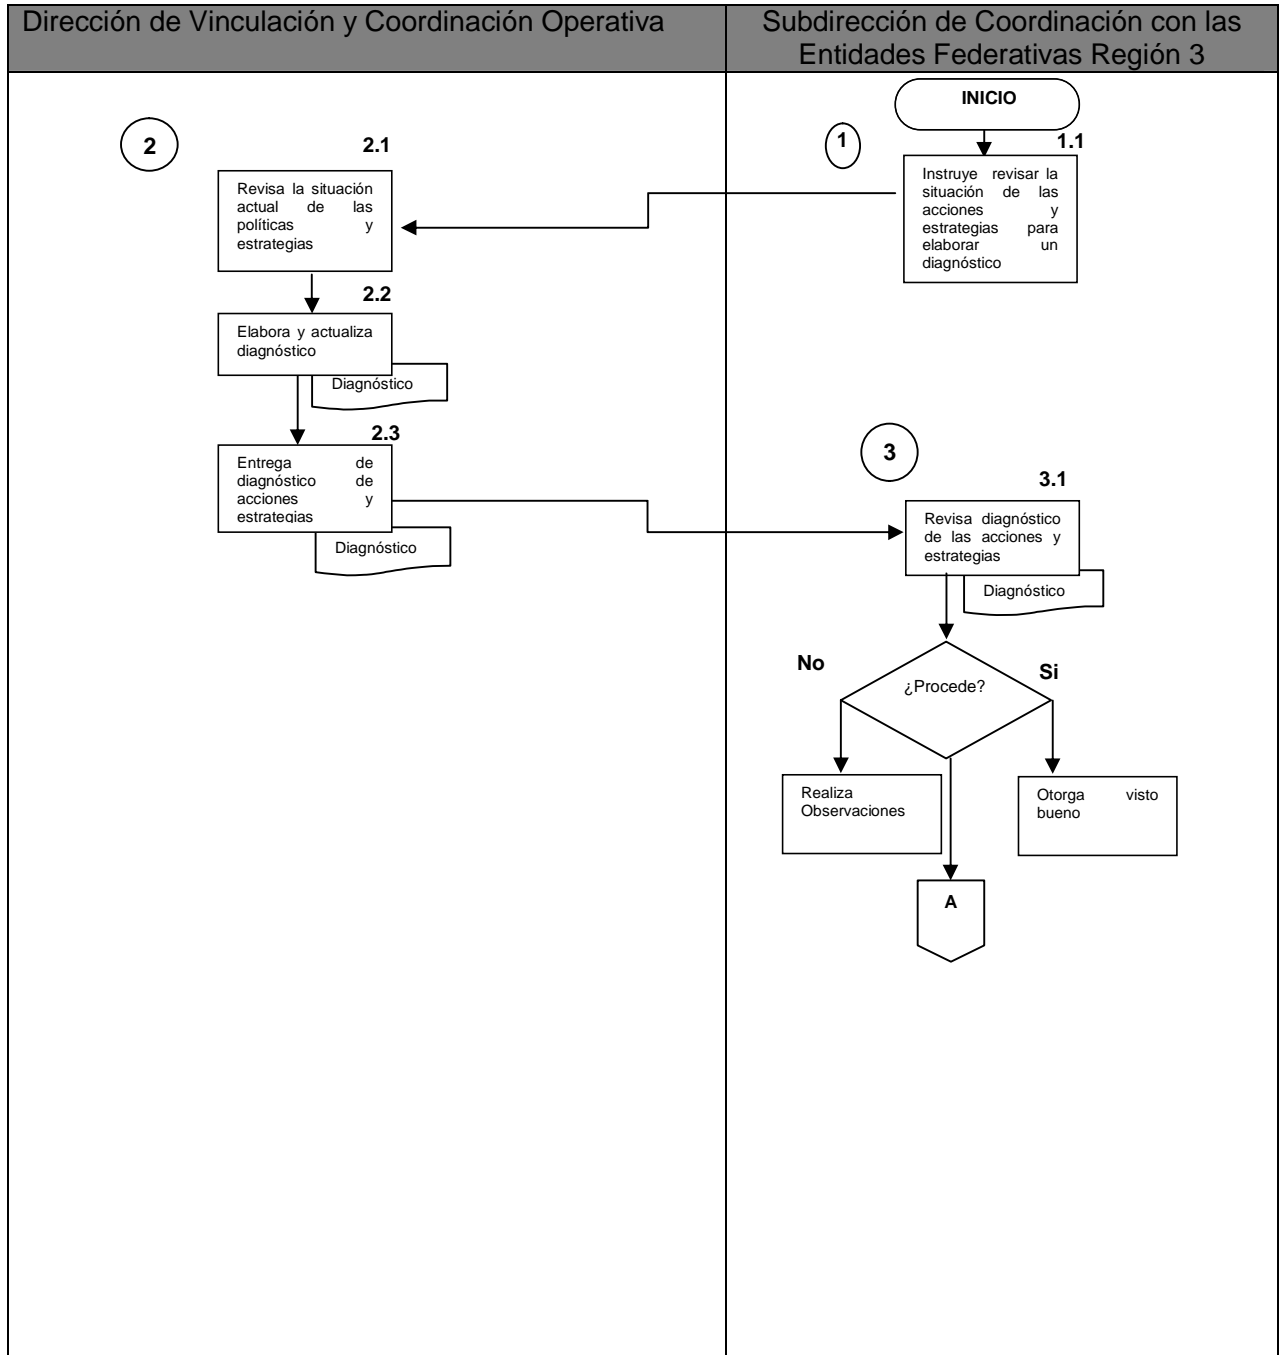 Dirección de Vinculación y Coordinación Operativa
Subdirección de Coordinación con las
Entidades Federativas Región 3
INICIO
1
1.1
Instruye revisar la
situación de las
acciones y
estrategias para
elaborar un
diagnóstico
2
2.1
Revisa la situación
actual de las
políticas y
estrategias
2.2
Elabora y actualiza
diagnóstico
Diagnóstico
2.3
Entrega de
diagnóstico de
acciones y
estrategias
Diagnóstico
3
3.1
Revisa diagnóstico
de las acciones y
estrategias
Diagnóstico
No
¿Procede?
Si
Realiza
Observaciones
Otorga visto
bueno
A